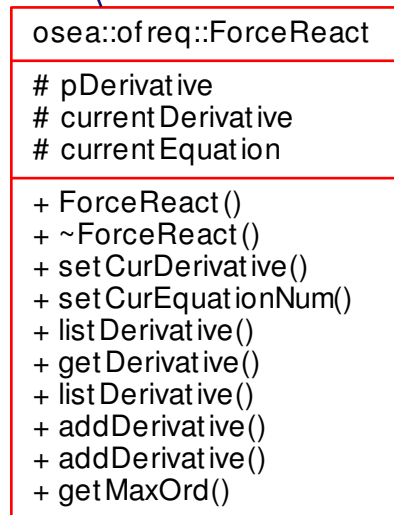 osea::ofreq::ForceReact
# pDerivative
# currentDerivative
# currentEquation
+ ForceReact()
+ ~ForceReact()
+ setCurDerivative()
+ setCurEquationNum()
+ listDerivative()
+ getDerivative()
+ listDerivative()
+ addDerivative()
+ addDerivative()
+ getMaxOrd()